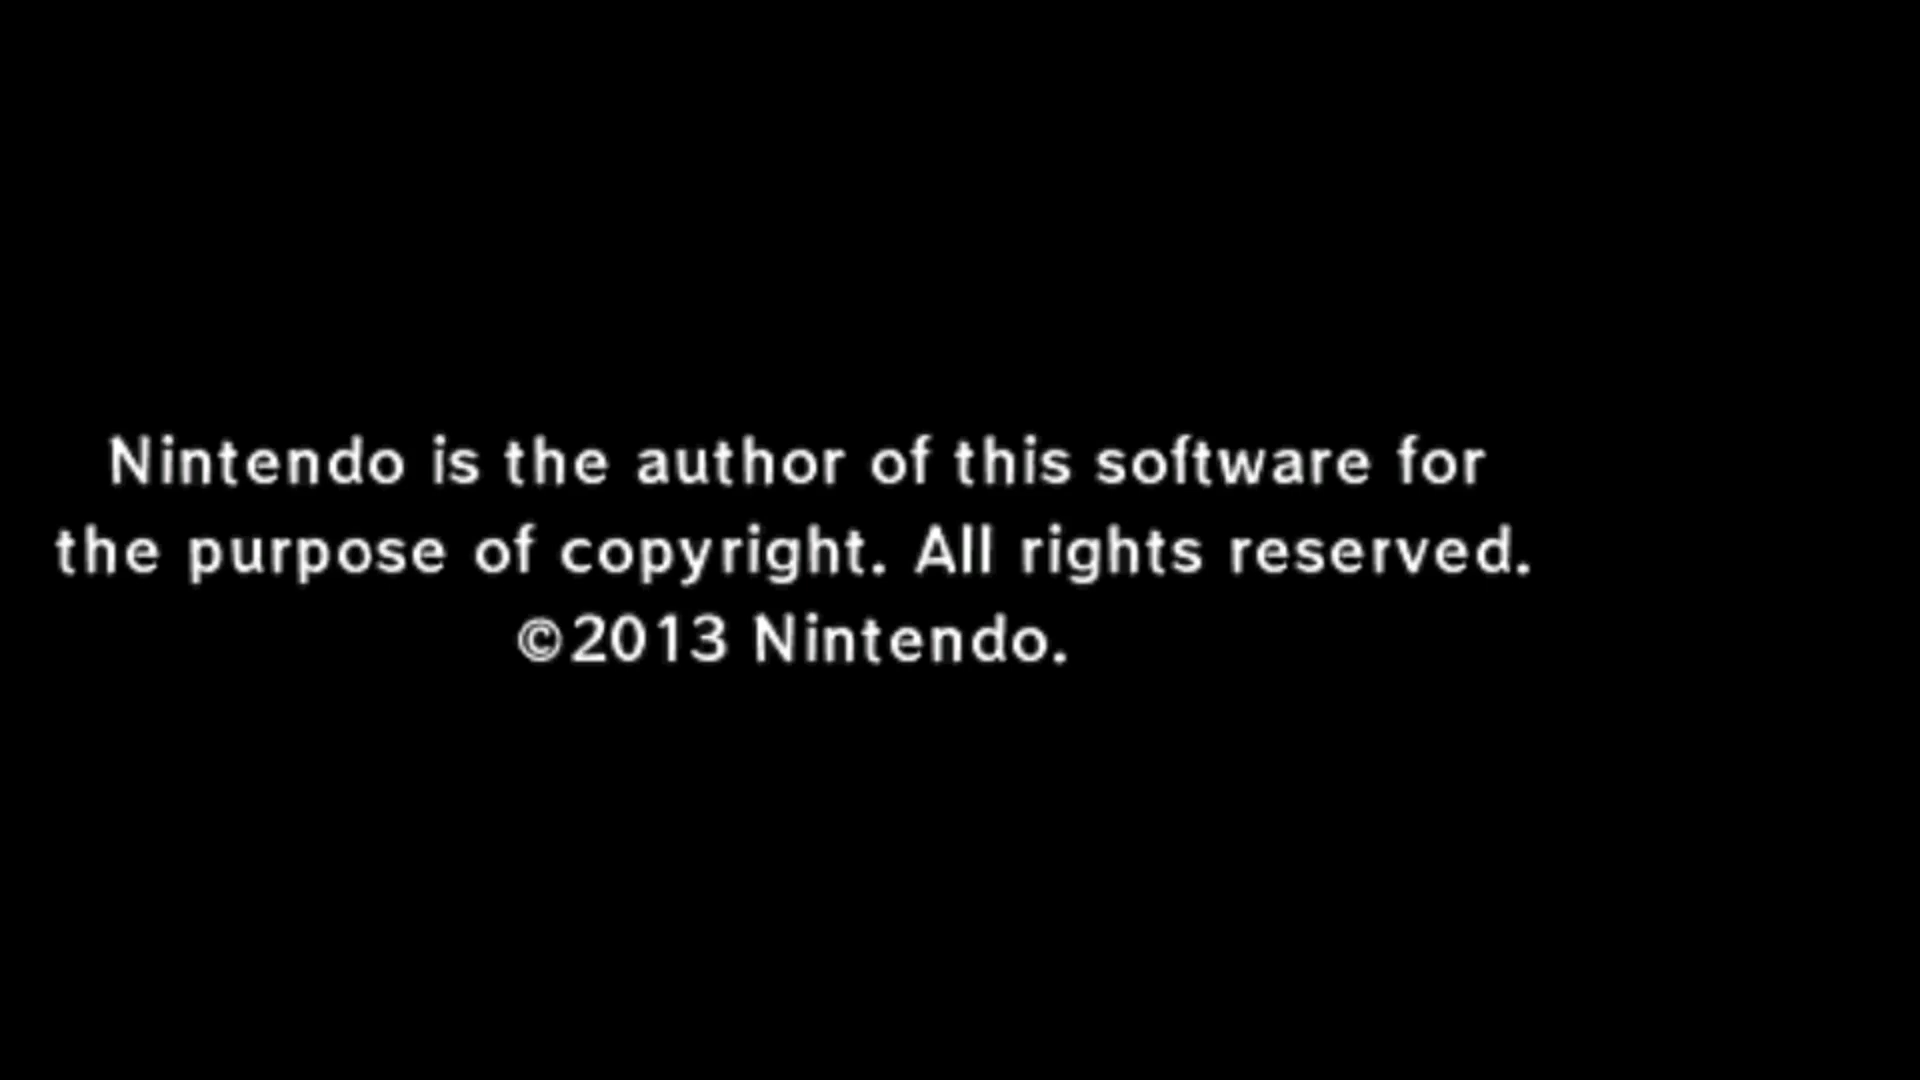 Nintendo is the author of this software for
the purpose of copyright. All rights reserved.
©2013 Nintendo.